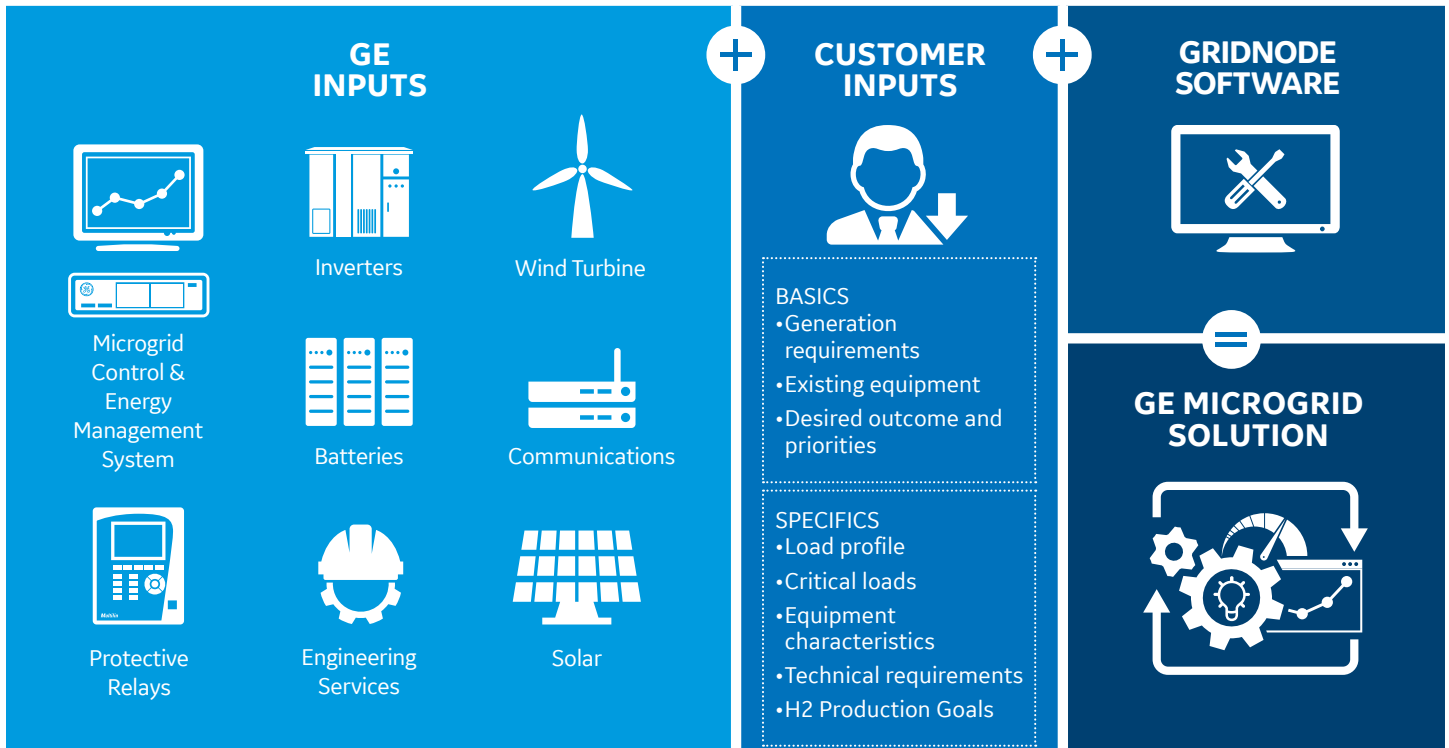 GE
INPUTS
Microgrid
Control &
Energy
Management
System
Inverters
Wind Turbine
Batteries
Communications
Protective
Relays
Engineering
Services
Solar
+
CUSTOMER
INPUTS
BASICS
•Generation
requirements
•Existing equipment
•Desired outcome and
priorities
SPECIFICS
•Load profile
•Critical loads
•Equipment
characteristics
•Technical requirements
•H2 Production Goals
+
GRIDNODE
SOFTWARE
=
GE MICROGRID
SOLUTION